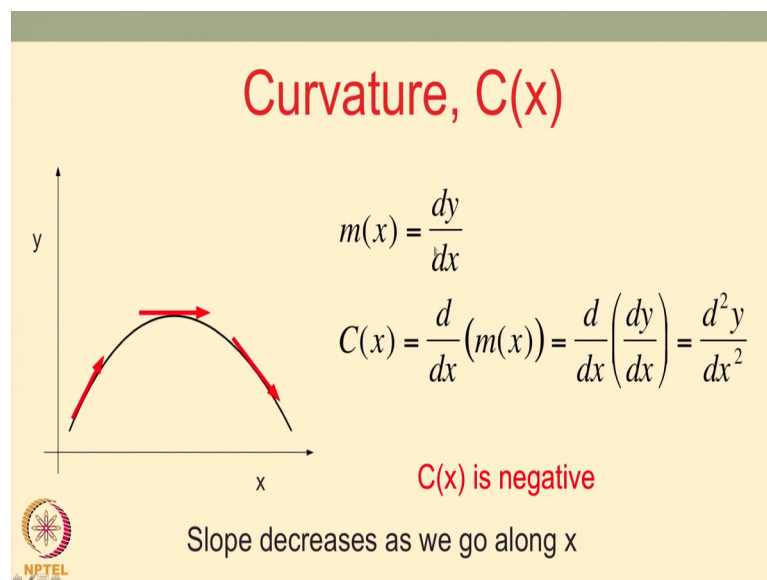 Curvature, C(x)
y
m(x) = dy/dx
C(x) = d/dx (m(x)) = d/dx (dy/dx) = d²y/dx²
x
C(x) is negative
Slope decreases as we go along x
NPTEL